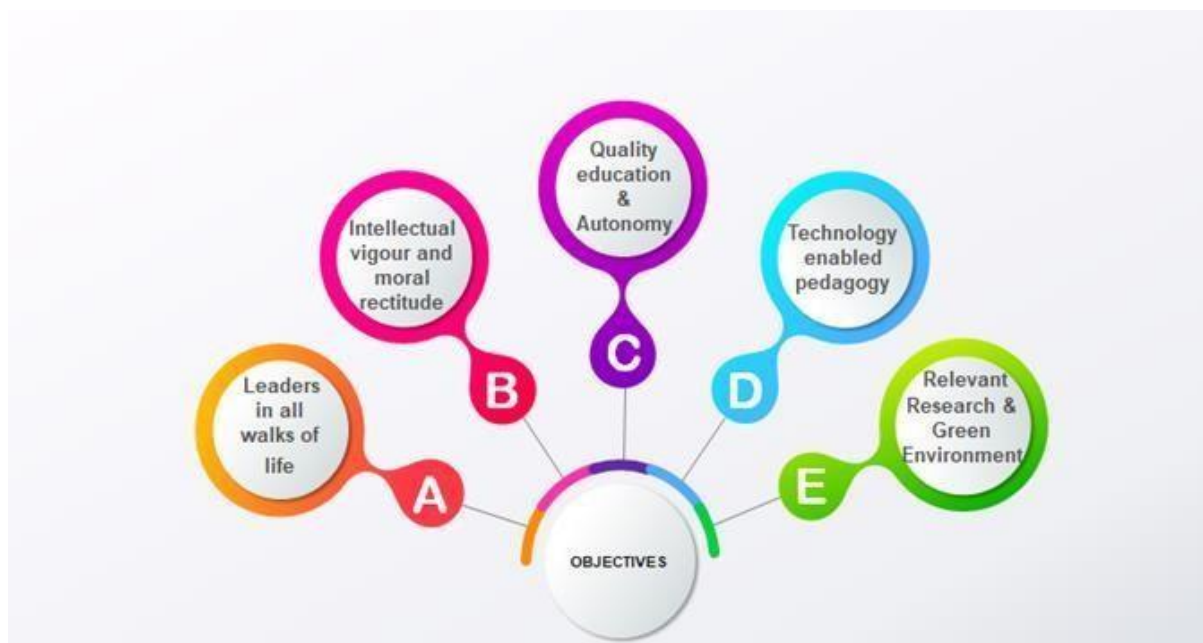 Leaders
in all
walks of
life
A
Intellectual
vigour and
moral
rectitude
B
Quality
education
&
Autonomy
C
Technology
enabled
pedagogy
D
Relevant
Research &
Green
Environment
E
OBJECTIVES